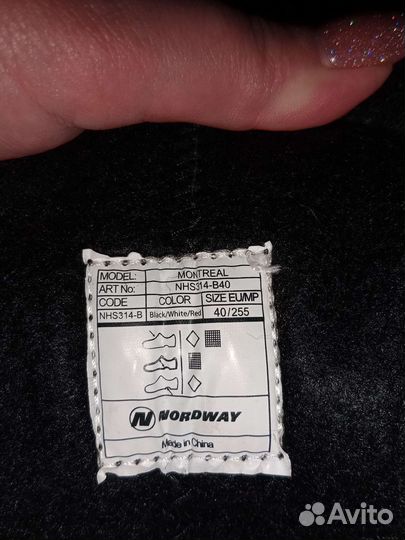 MODEL: MONTREAL
ART No: NHS314-B40
CODE COLOR SIZE EU/MP
NHS314-B Black/White/Red 40/255
NORDWAY
Made in China
Avito